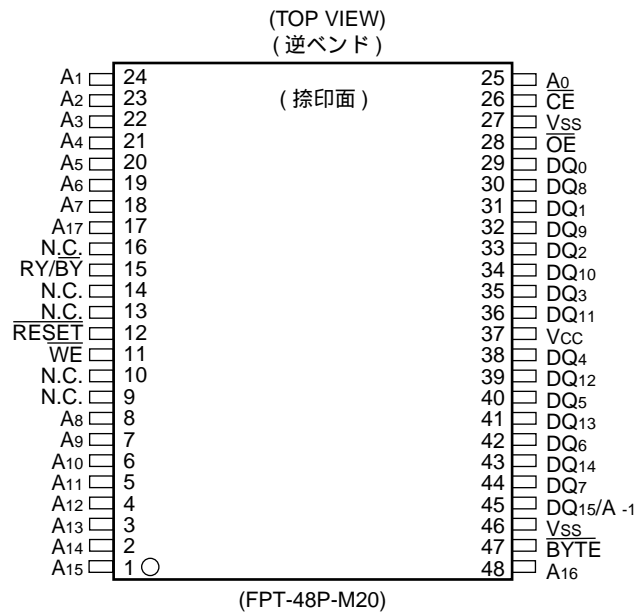 (TOP VIEW)
( 逆ベンド )
( 捺印面 )
A1 24 25 A0
A2 23 26 CE
A3 22 27 VSS
A4 21 28 OE
A5 20 29 DQ0
A6 19 30 DQ8
A7 18 31 DQ1
A17 17 32 DQ9
N.C. 16 33 DQ2
RY/BY 15 34 DQ10
N.C. 14 35 DQ3
N.C. 13 36 DQ11
RESET 12 37 VCC
WE 11 38 DQ4
N.C. 10 39 DQ12
N.C. 9 40 DQ5
A8 8 41 DQ13
A9 7 42 DQ6
A10 6 43 DQ14
A11 5 44 DQ7
A12 4 45 DQ15/A -1
A13 3 46 VSS
A14 2 47 BYTE
A15 1 48 A16
(FPT-48P-M20)